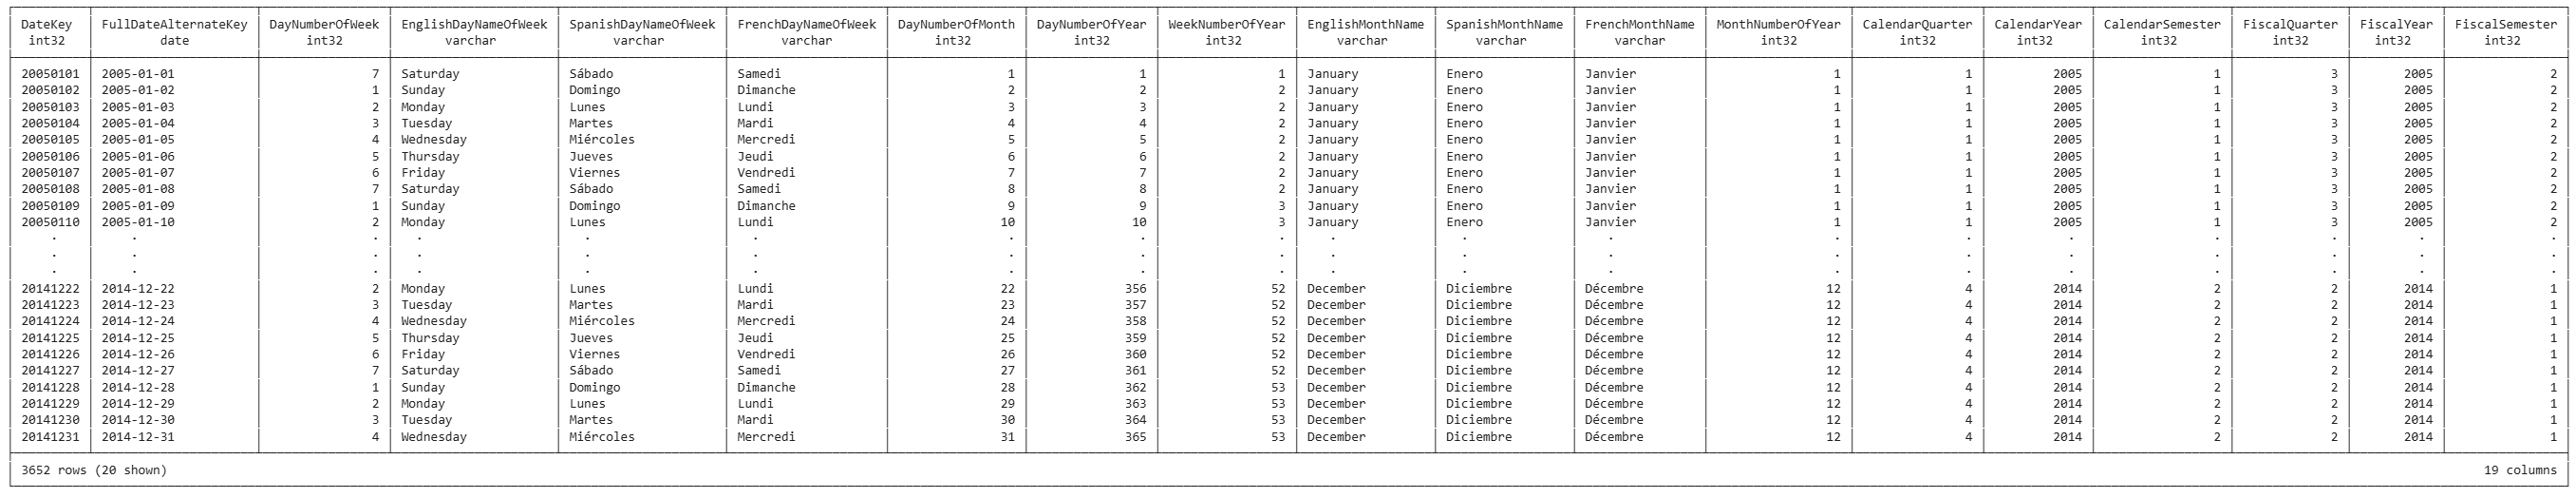 DateKey FullDateAlternateKey DayNumberOfWeek EnglishDayNameOfWeek SpanishDayNameOfWeek FrenchDayNameOfWeek DayNumberOfMonth DayNumberOfYear WeekNumberOfYear EnglishMonthName SpanishMonthName FrenchMonthName MonthNumberOfYear CalendarQuarter CalendarYear CalendarSemester FiscalQuarter FiscalYear FiscalSemester
int32 date int32 varchar varchar varchar int32 int32 int32 varchar varchar varchar int32 int32 int32 int32 int32 int32 int32
20050101 2005-01-01 7 Saturday Sábado Samedi 1 1 1 January Enero Janvier 1 1 2005 1 3 2005 2
20050102 2005-01-02 1 Sunday Domingo Dimanche 2 2 2 January Enero Janvier 1 1 2005 1 3 2005 2
20050103 2005-01-03 2 Monday Lunes Lundi 3 3 2 January Enero Janvier 1 1 2005 1 3 2005 2
20050104 2005-01-04 3 Tuesday Martes Mardi 4 4 2 January Enero Janvier 1 1 2005 1 3 2005 2
20050105 2005-01-05 4 Wednesday Miércoles Mercredi 5 5 2 January Enero Janvier 1 1 2005 1 3 2005 2
20050106 2005-01-06 5 Thursday Jueves Jeudi 6 6 2 January Enero Janvier 1 1 2005 1 3 2005 2
20050107 2005-01-07 6 Friday Viernes Vendredi 7 7 2 January Enero Janvier 1 1 2005 1 3 2005 2
20050108 2005-01-08 7 Saturday Sábado Samedi 8 8 2 January Enero Janvier 1 1 2005 1 3 2005 2
20050109 2005-01-09 1 Sunday Domingo Dimanche 9 9 3 January Enero Janvier 1 1 2005 1 3 2005 2
20050110 2005-01-10 2 Monday Lunes Lundi 10 10 3 January Enero Janvier 1 1 2005 1 3 2005 2
· · · · · · · · · · · · · · · · · · ·
· · · · · · · · · · · · · · · · · · ·
· · · · · · · · · · · · · · · · · · ·
20141222 2014-12-22 2 Monday Lunes Lundi 22 356 52 December Diciembre Décembre 12 4 2014 2 2 2014 1
20141223 2014-12-23 3 Tuesday Martes Mardi 23 357 52 December Diciembre Décembre 12 4 2014 2 2 2014 1
20141224 2014-12-24 4 Wednesday Miércoles Mercredi 24 358 52 December Diciembre Décembre 12 4 2014 2 2 2014 1
20141225 2014-12-25 5 Thursday Jueves Jeudi 25 359 52 December Diciembre Décembre 12 4 2014 2 2 2014 1
20141226 2014-12-26 6 Friday Viernes Vendredi 26 360 52 December Diciembre Décembre 12 4 2014 2 2 2014 1
20141227 2014-12-27 7 Saturday Sábado Samedi 27 361 52 December Diciembre Décembre 12 4 2014 2 2 2014 1
20141228 2014-12-28 1 Sunday Domingo Dimanche 28 362 53 December Diciembre Décembre 12 4 2014 2 2 2014 1
20141229 2014-12-29 2 Monday Lunes Lundi 29 363 53 December Diciembre Décembre 12 4 2014 2 2 2014 1
20141230 2014-12-30 3 Tuesday Martes Mardi 30 364 53 December Diciembre Décembre 12 4 2014 2 2 2014 1
20141231 2014-12-31 4 Wednesday Miércoles Mercredi 31 365 53 December Diciembre Décembre 12 4 2014 2 2 2014 1
3652 rows (20 shown) 19 columns